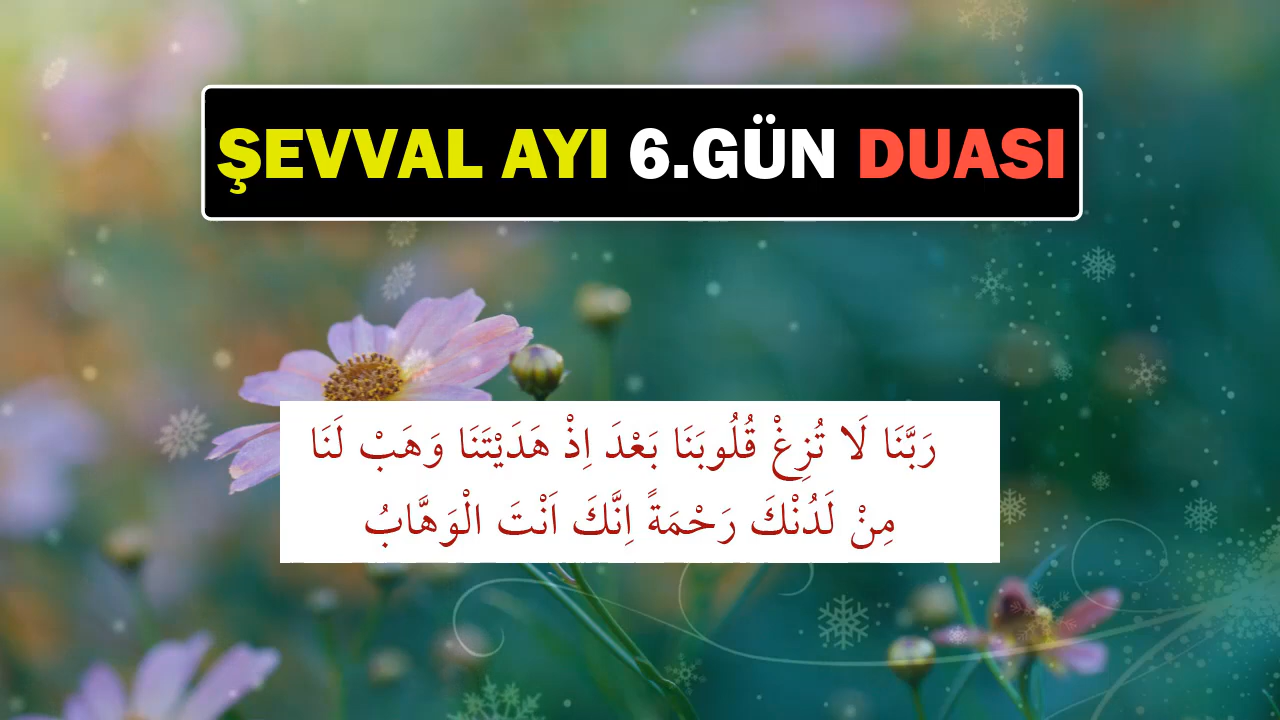 ŞEVVAL AYI 6.GÜN DUASI
رَبَّنَا لَا تُزِغْ قُلُوبَنَا بَعْدَ اِذْ هَدَيْتَنَا وَهَبْ لَنَا
مِنْ لَدُنْكَ رَحْمَةً اِنَّكَ اَنْتَ الْوَهَّابُ